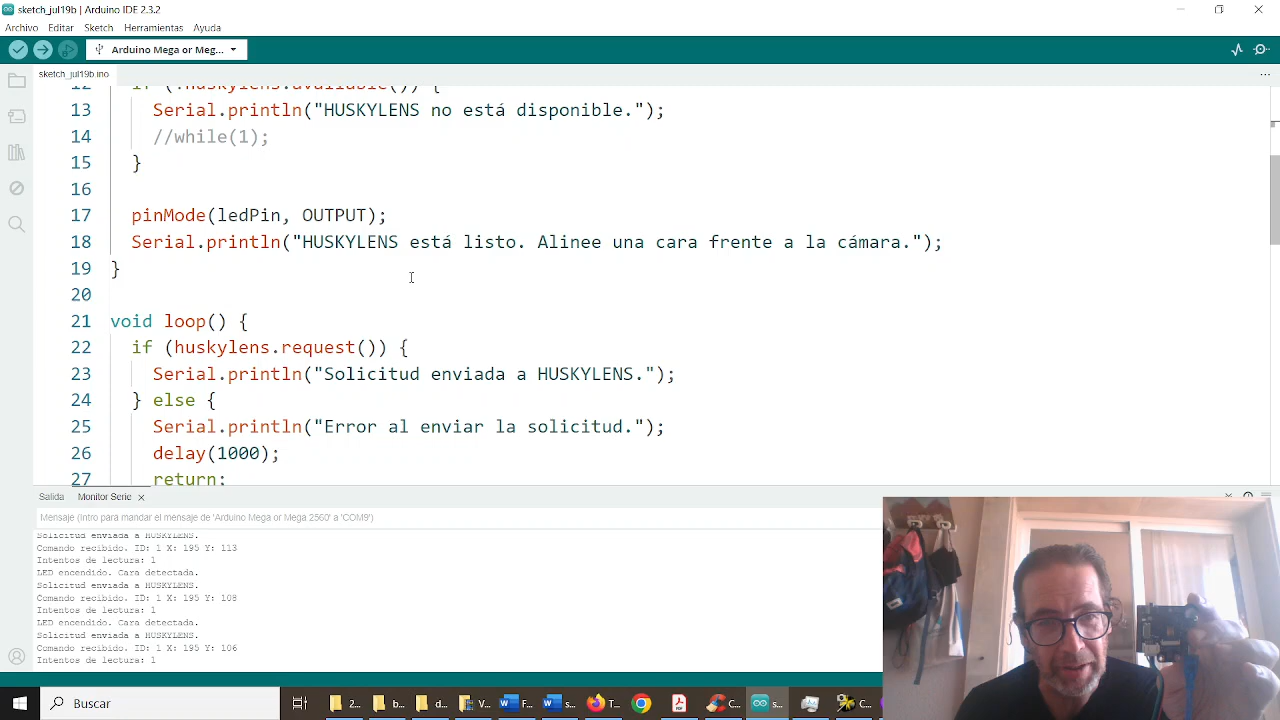 sketch_jul19b | Arduino IDE 2.3.2
Archivo Editar Sketch Herramientas Ayuda
Arduino Mega or Meg...
sketch_jul19b.ino
12 if (!huskylens.available()) {
13 Serial.println("HUSKYLENS no está disponible.");
14 //while(1);
15 }
16
17 pinMode(ledPin, OUTPUT);
18 Serial.println("HUSKYLENS está listo. Alinee una cara frente a la cámara.");
19 }
20
21 void loop() {
22 if (huskylens.request()) {
23 Serial.println("Solicitud enviada a HUSKYLENS.");
24 } else {
25 Serial.println("Error al enviar la solicitud.");
26 delay(1000);
27 return;
Salida Monitor Serie
Mensaje (Intro para mandar el mensaje de 'Arduino Mega or Mega 2560' a 'COM9')
Solicitud enviada a HUSKYLENS.
Comando recibido. ID: 1 X: 195 Y: 113
Intentos de lectura: 1
LED encendido. Cara detectada.
Solicitud enviada a HUSKYLENS.
Comando recibido. ID: 1 X: 195 Y: 108
Intentos de lectura: 1
LED encendido. Cara detectada.
Solicitud enviada a HUSKYLENS.
Comando recibido. ID: 1 X: 195 Y: 106
Intentos de lectura: 1
Buscar 2... b... d... V... F... s... T... C... s... C...